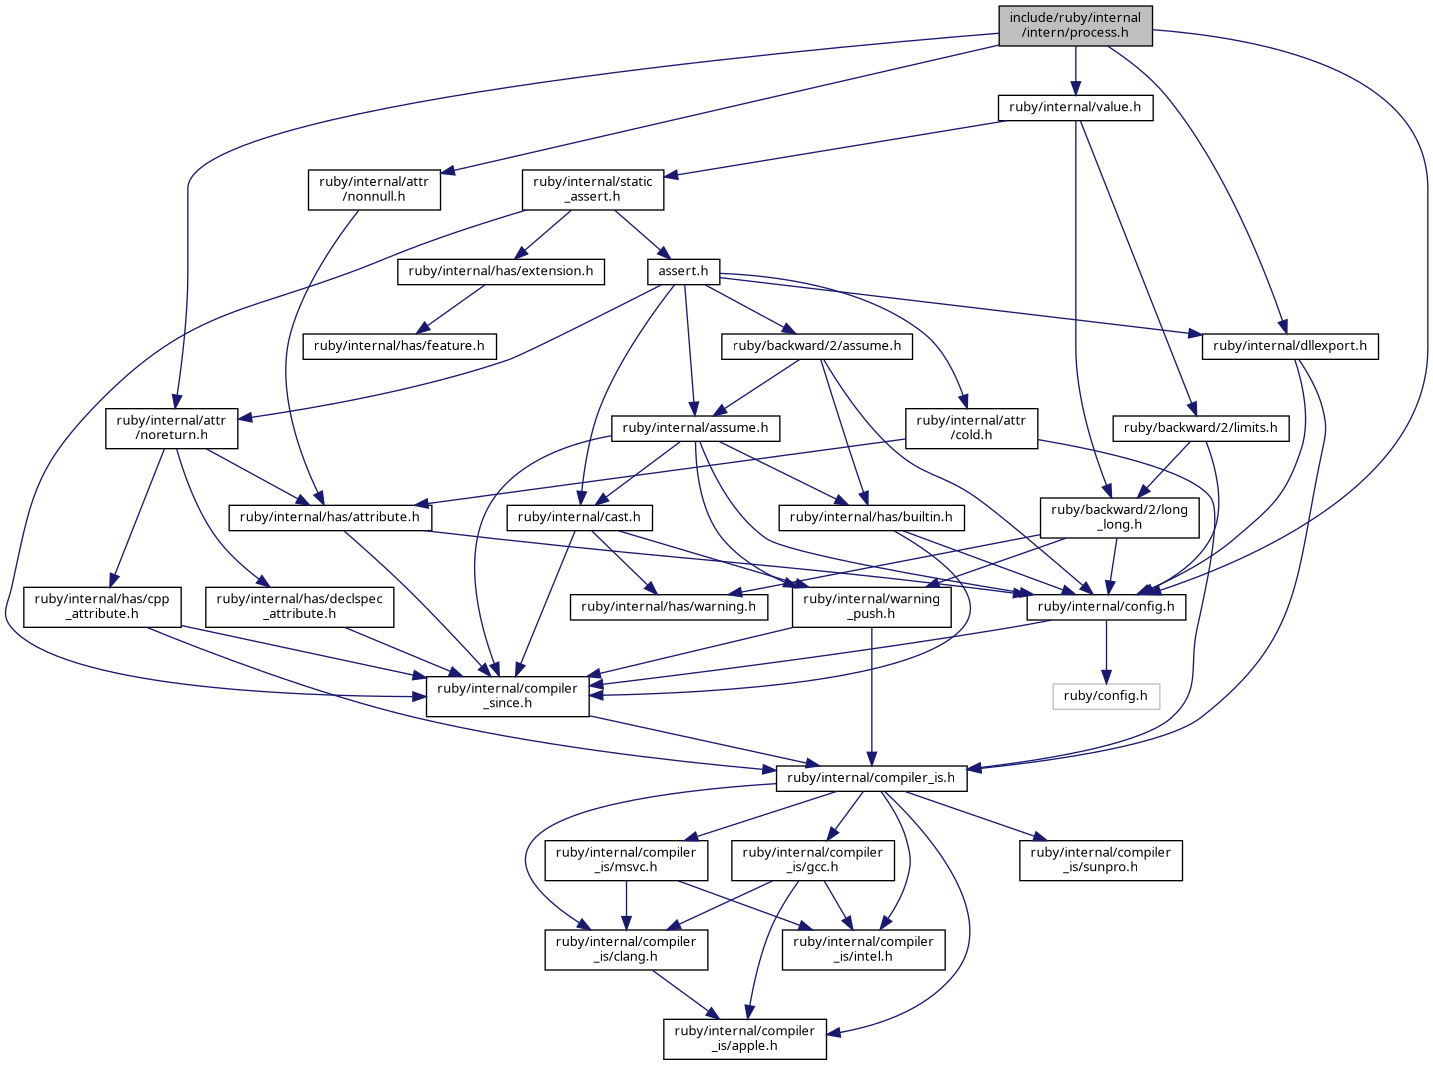 include/ruby/internal
/intern/process.h
ruby/internal/value.h
ruby/internal/attr
/nonnull.h
ruby/internal/static
_assert.h
ruby/internal/has/extension.h
assert.h
ruby/internal/has/feature.h
ruby/backward/2/assume.h
ruby/internal/dllexport.h
ruby/internal/attr
/noreturn.h
ruby/internal/assume.h
ruby/internal/attr
/cold.h
ruby/backward/2/limits.h
ruby/internal/has/attribute.h
ruby/internal/cast.h
ruby/internal/has/builtin.h
ruby/backward/2/long
_long.h
ruby/internal/has/cpp
_attribute.h
ruby/internal/has/declspec
_attribute.h
ruby/internal/has/warning.h
ruby/internal/warning
_push.h
ruby/internal/config.h
ruby/internal/compiler
_since.h
ruby/config.h
ruby/internal/compiler_is.h
ruby/internal/compiler
_is/msvc.h
ruby/internal/compiler
_is/gcc.h
ruby/internal/compiler
_is/sunpro.h
ruby/internal/compiler
_is/clang.h
ruby/internal/compiler
_is/intel.h
ruby/internal/compiler
_is/apple.h